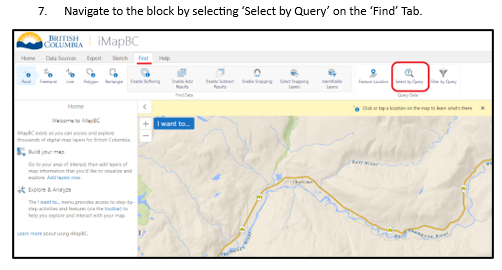 7. Navigate to the block by selecting ‘Select by Query’ on the ‘Find’ Tab.
BRITISH COLUMBIA iMapBC
Home Data Sources Export Sketch Find Help
Point Freehand Line Polygon Rectangle Enable Buffering Enable Add Results Enable Subtract Results Enable Snapping Select Snapping Layers Identifiable Layers Feature Location Select by Query Filter by Query
Find Data Query Data
Home
Click or tap a location on the map to learn what's there.
Welcome to iMapBC
iMapBC exists so you can access and explore
thousands of digital map layers for British Columbia.
Build your map
Go to your area of interest then add layers of
map information that you'd like to visualize and
explore. Add layers now.
Explore & Analyze
The I want to... menu provides access to step-by-
step activities and features (via the toolbar) to
help you explore and interact with your map.
Learn more about using iMapBC.
I want to...